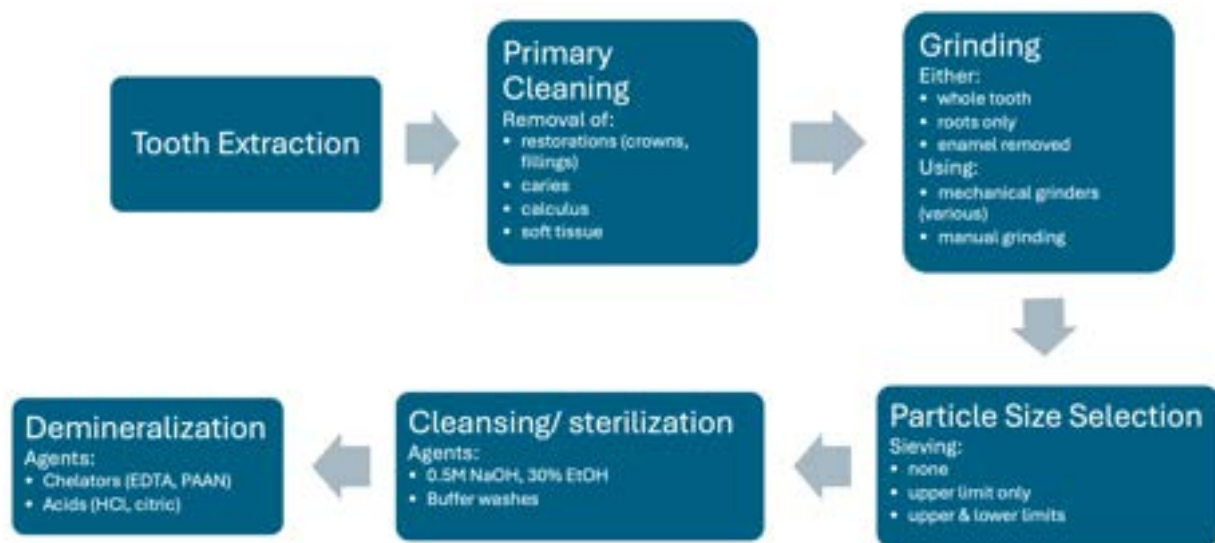 Tooth Extraction
Primary
Cleaning
Removal of:
• restorations (crowns,
fillings)
• caries
• calculus
• soft tissue
Grinding
Either:
• whole tooth
• roots only
• enamel removed
Using:
• mechanical grinders
(various)
• manual grinding
Particle Size Selection
Sieving:
• none
• upper limit only
• upper & lower limits
Cleansing/ sterilization
Agents:
• 0.5M NaOH, 30% EtOH
• Buffer washes
Demineralization
Agents:
• Chelators (EDTA, PAAN)
• Acids (HCl, citric)